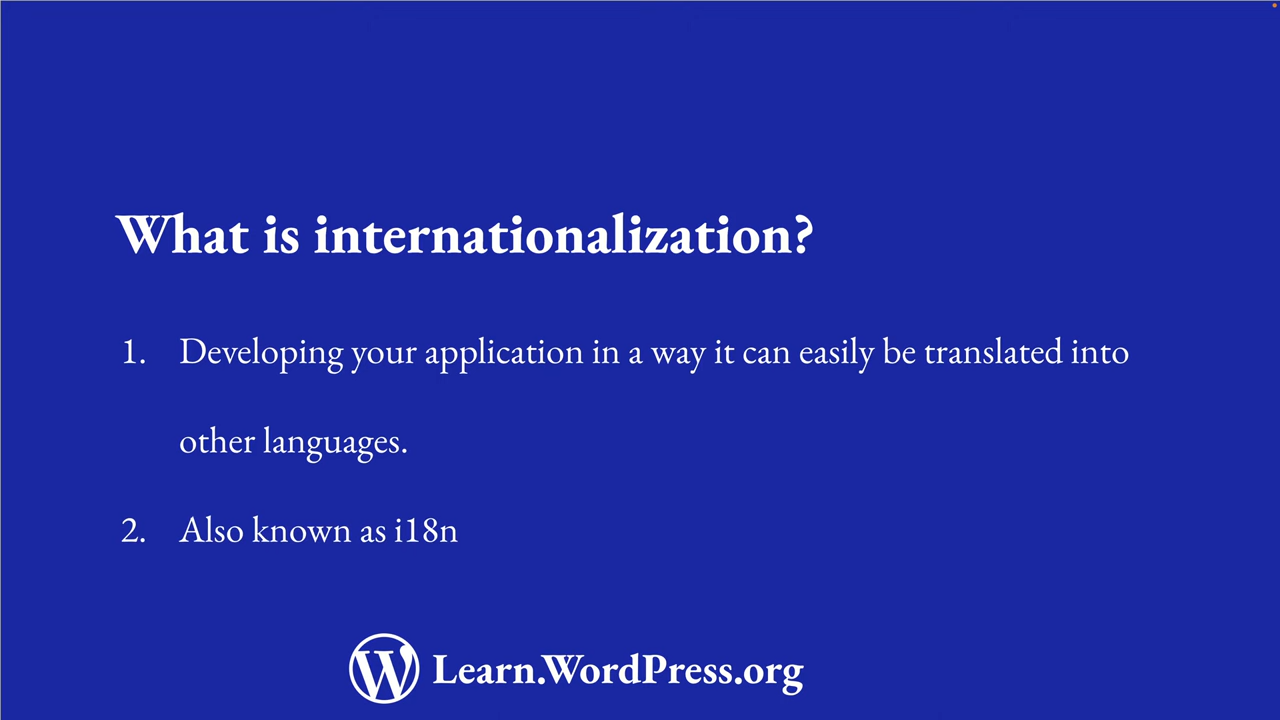 What is internationalization?
1. Developing your application in a way it can easily be translated into
other languages.
2. Also known as i18n
Learn.WordPress.org